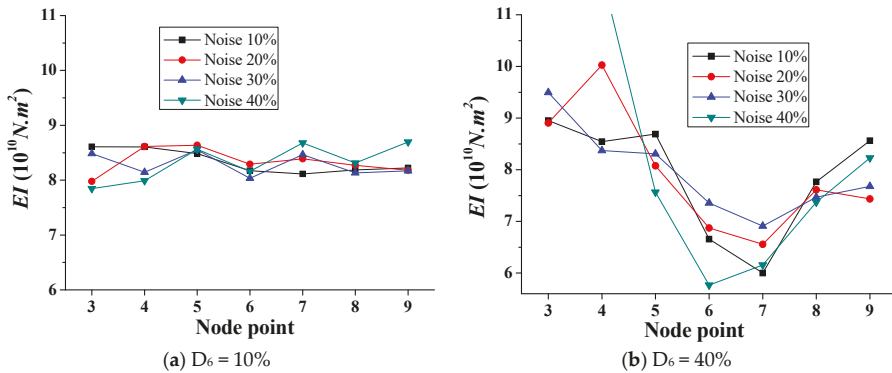 11
10
9
8
7
6
EI (10¹⁰N.m²)
Noise 10%
Noise 20%
Noise 30%
Noise 40%
3 4 5 6 7 8 9
Node point
(a) D₆ = 10%
11
10
9
8
7
6
EI (10¹⁰N.m²)
Noise 10%
Noise 20%
Noise 30%
Noise 40%
3 4 5 6 7 8 9
Node point
(b) D₆ = 40%